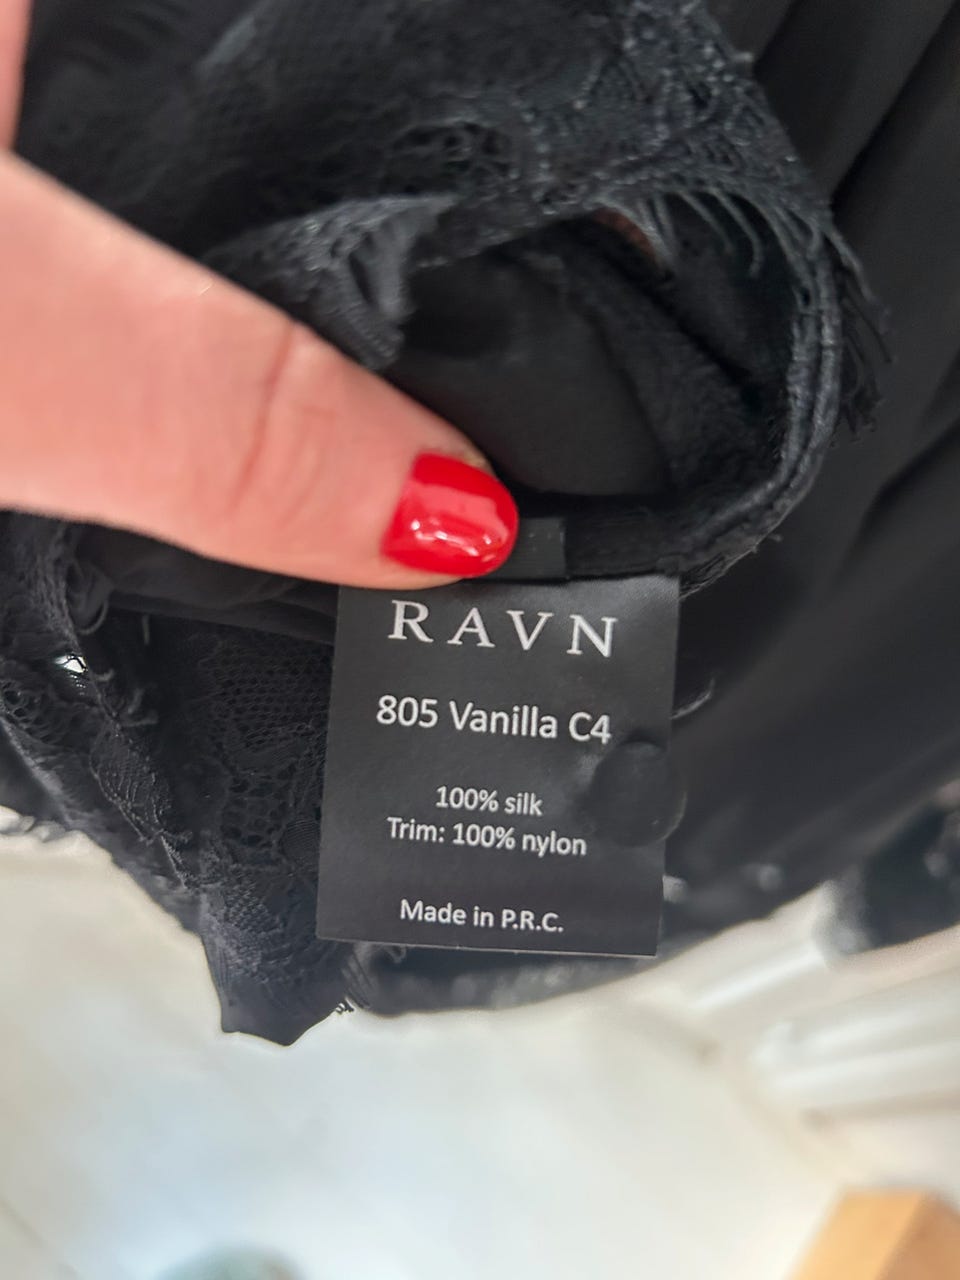 RAVN
805 Vanilla C4
100% silk
Trim: 100% nylon
Made in P.R.C.